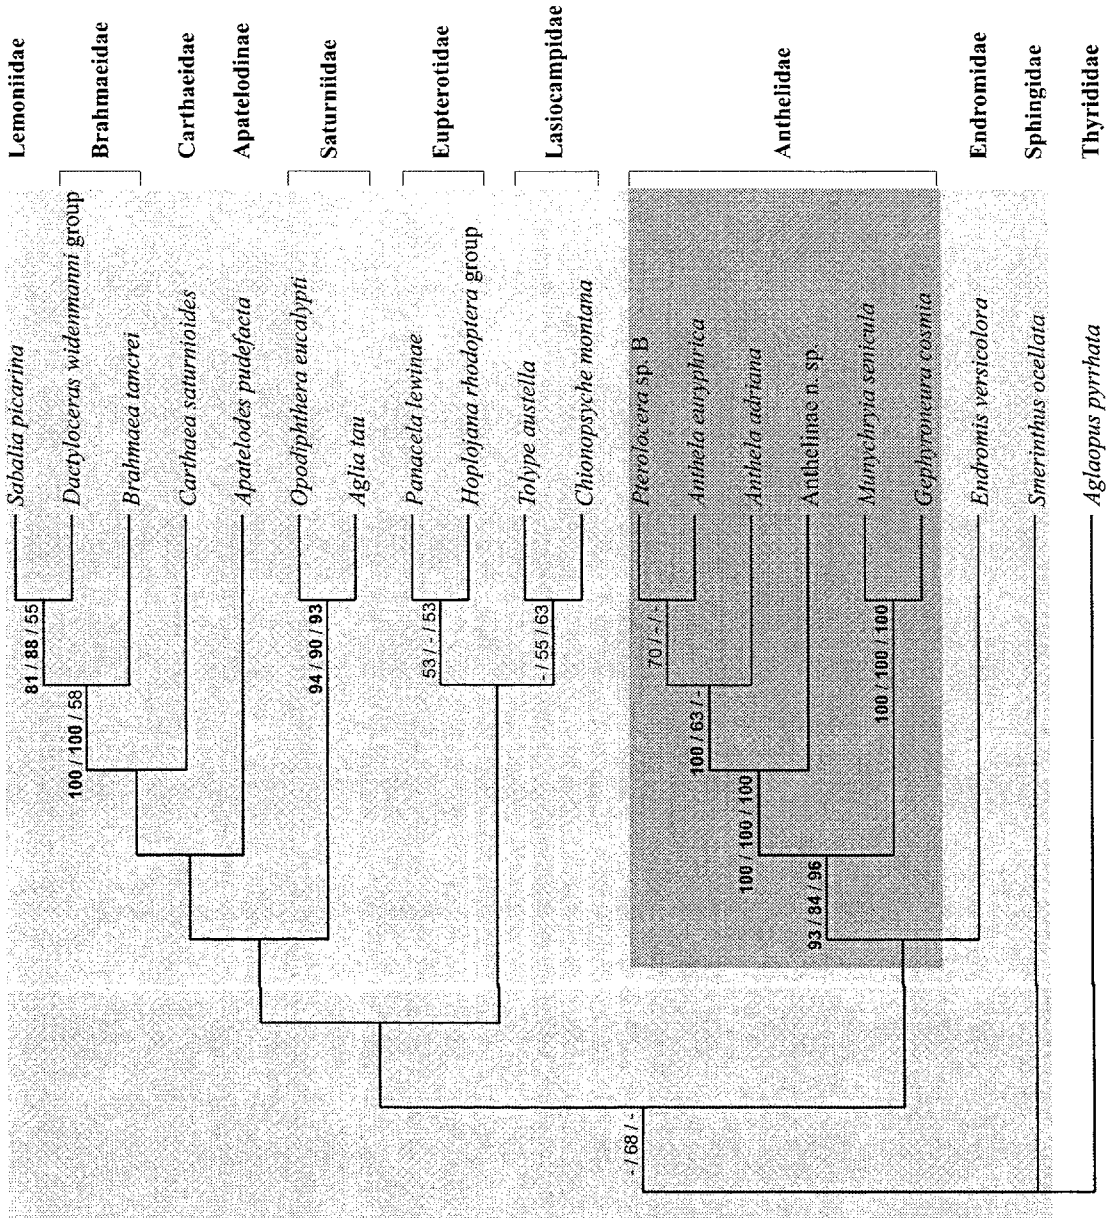 Lemoniidae
Brahmaeidae
Carthaeidae
Apatelodinae
Saturniidae
Eupterotidae
Lasiocampidae
Anthelidae
Endromidae
Sphingidae
Thyrididae
Sabalia picarina
Dactyloceras widenmanni group
Brahmaea tancrei
Carthaea saturnioides
Apatelodes pudefacta
Opodiphthera eucalypti
Aglia tau
Panacela lewinae
Hoplojana rhodoptera group
Tolype austella
Chionopsyche montana
Pterolocera sp. B
Anthela euryphrica
Anthela adriana
Anthelinae n. sp.
Munychryia senicula
Gephyroneura cosmia
Endromis versicolora
Smerinthus ocellata
Aglaopus pyrrhata
81 / 88 / 55
100 / 100 / 58
94 / 90 / 93
53 / - / 53
- / 55 / 63
70 / - / -
100 / 63 / -
100 / 100 / 100
100 / 100 / 100
93 / 84 / 96
- / 68 / -